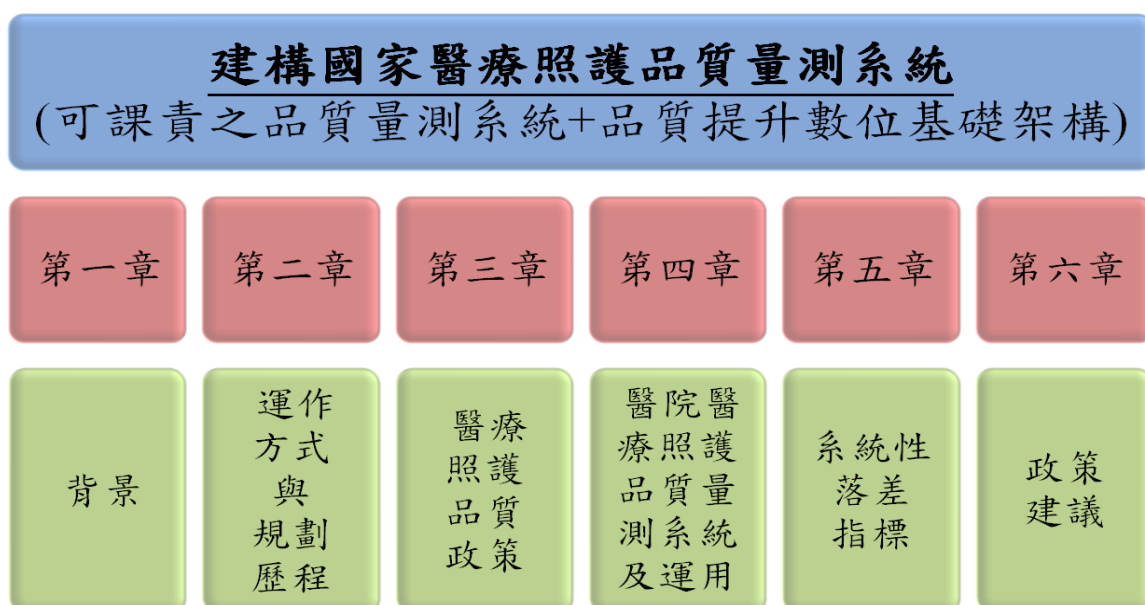 建構國家醫療照護品質量測系統
(可課責之品質量測系統+品質提升數位基礎架構)
第一章
第二章
第三章
第四章
第五章
第六章
背景
運作
方式
與
規劃
歷程
醫療
照護
品質
政策
醫院醫
療照護
品質量
測系統
及運用
系統性
落差
指標
政策
建議